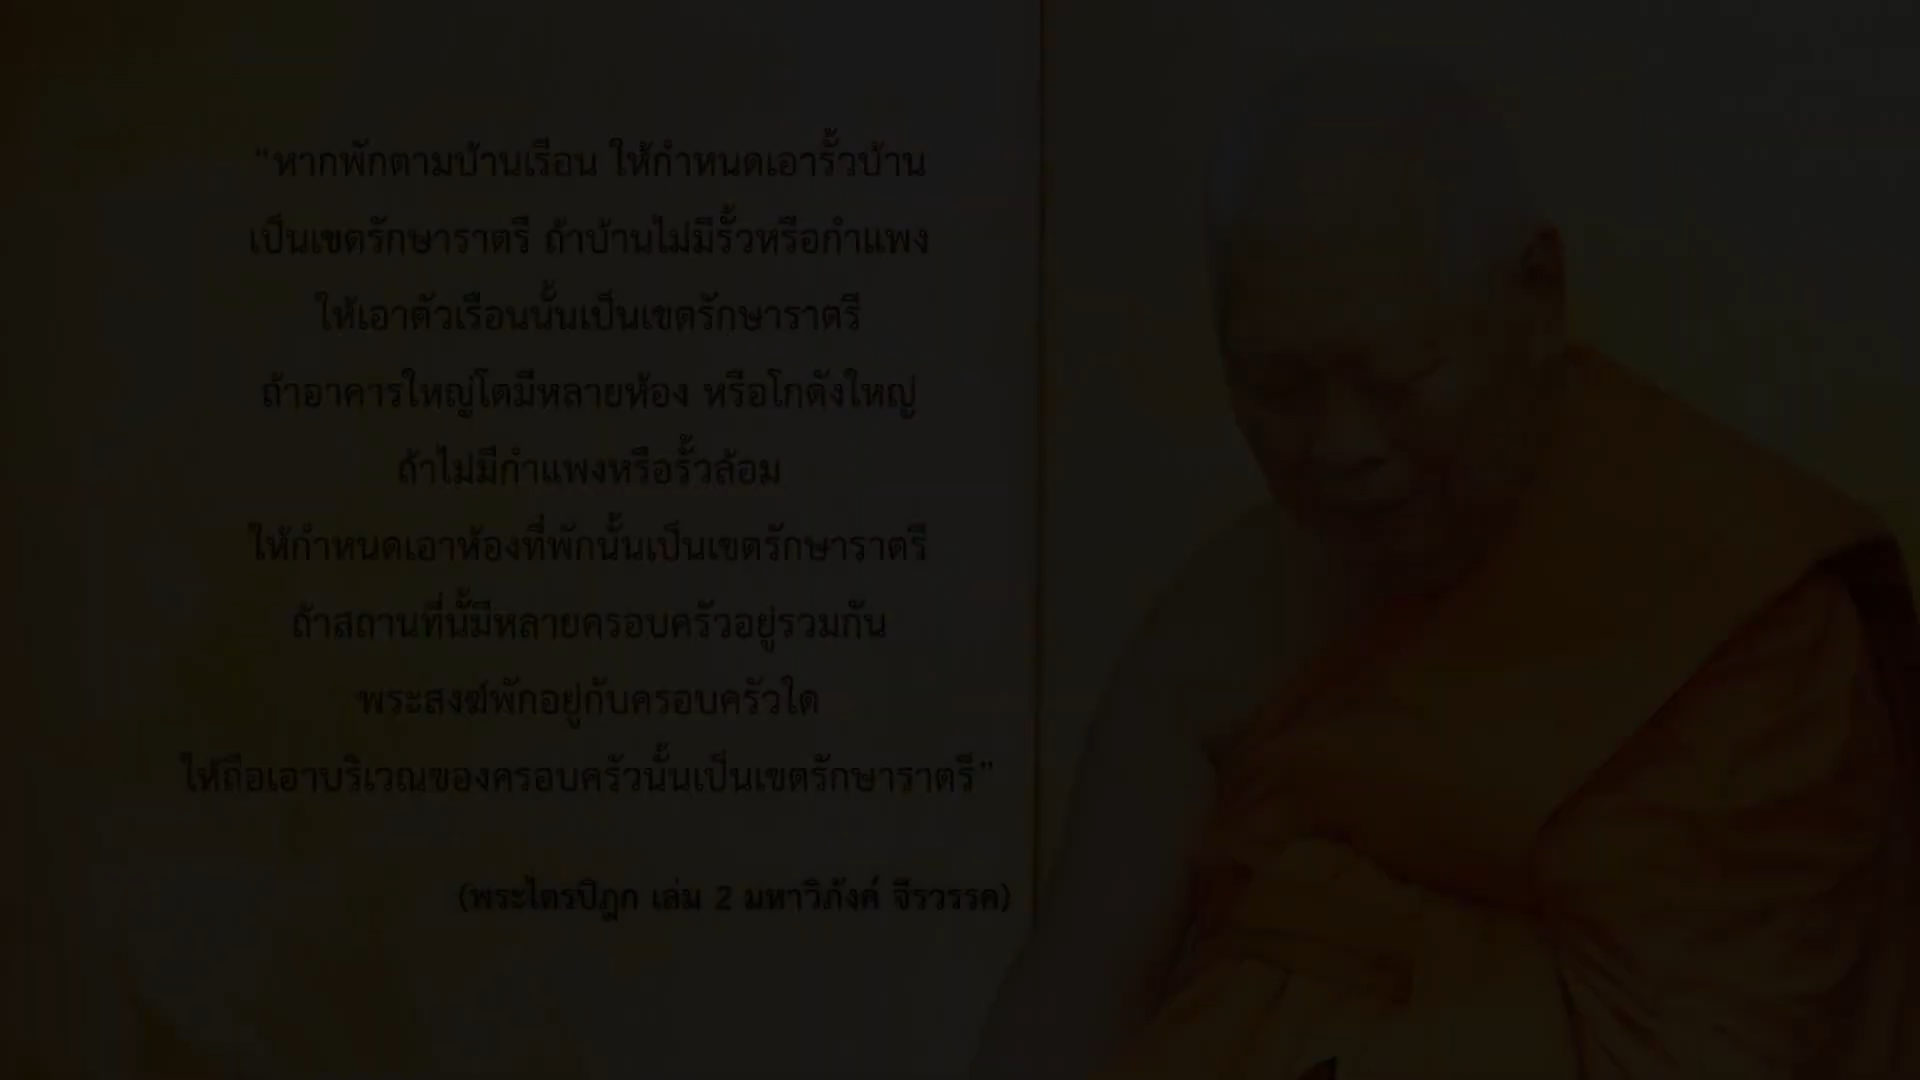 “หากพักตามบ้านเรือน ให้กำหนดเอารั้วบ้าน
เป็นเขตรักษาราตรี ถ้าบ้านไม่มีรั้วหรือกำแพง
ให้เอาตัวเรือนนั้นเป็นเขตรักษาราตรี
ถ้าอาคารใหญ่โตมีหลายห้อง หรือโกดังใหญ่
ถ้าไม่มีกำแพงหรือรั้วล้อม
ให้กำหนดเอาห้องที่พักนั้นเป็นเขตรักษาราตรี
ถ้าสถานที่นั้มีหลายครอบครัวอยู่รวมกัน
พระสงฆ์พักอยู่กับครอบครัวใด
ให้ถือเอาบริเวณของครอบครัวนั้นเป็นเขตรักษาราตรี”
(พระไตรปิฎก เล่ม 2 มหาวิภังค์ จีรวรรค)